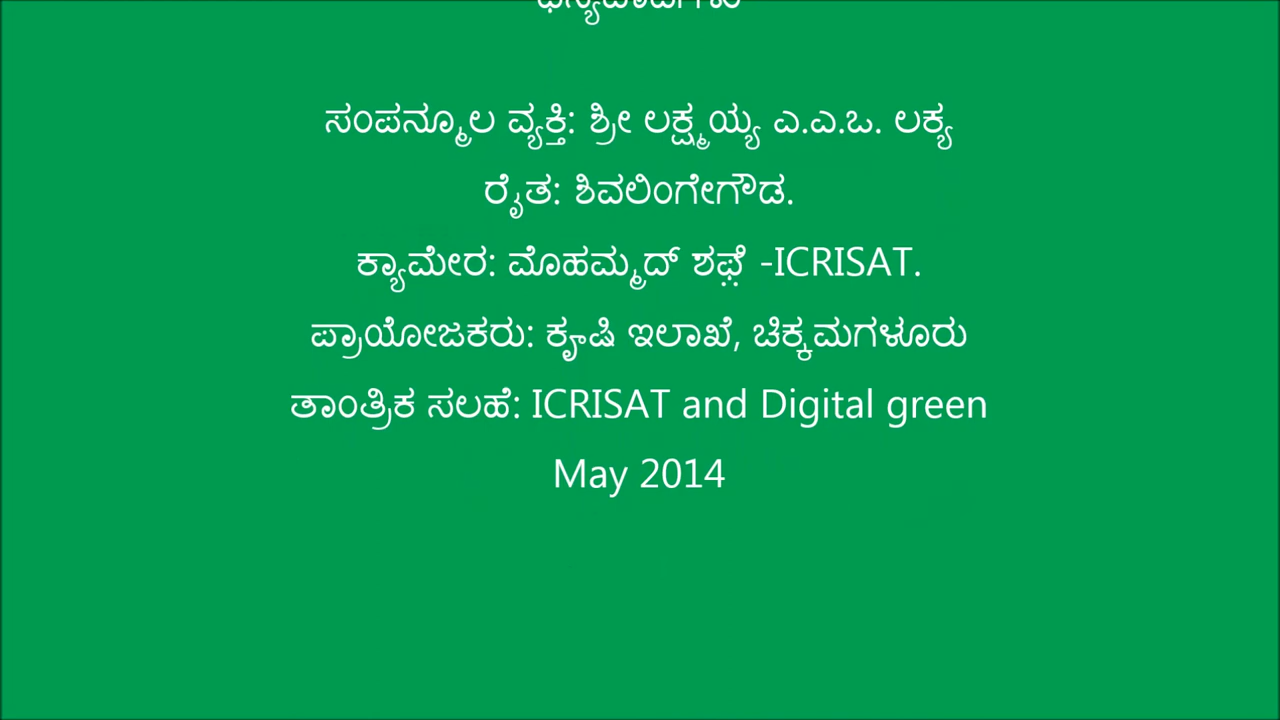 ಸಂಪನ್ಮೂಲ ವ್ಯಕ್ತಿ: ಶ್ರೀ ಲಕ್ಷ್ಮಯ್ಯ ಎ.ಎ.ಒ. ಲಕ್ಯ
ರೈತ: ಶಿವಲಿಂಗೇಗೌಡ.
ಕ್ಯಾಮೇರ: ಮೊಹಮ್ಮದ್ ಶಫ಼ೆ -ICRISAT.
ಪ್ರಾಯೋಜಕರು: ಕೃಷಿ ಇಲಾಖೆ, ಚಿಕ್ಕಮಗಳೂರು
ತಾಂತ್ರಿಕ ಸಲಹೆ: ICRISAT and Digital green
May 2014